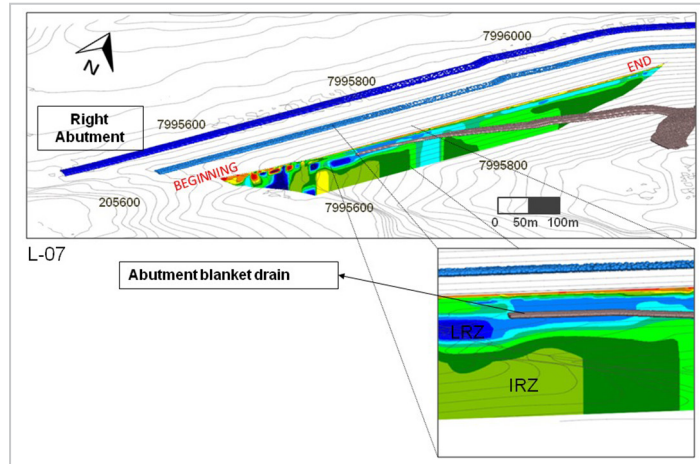 7996000
7995800
END
N
Right
Abutment
7995600
BEGINNING
7995800
205600
7995600
0 50m 100m
L-07
Abutment blanket drain
LRZ
IRZ